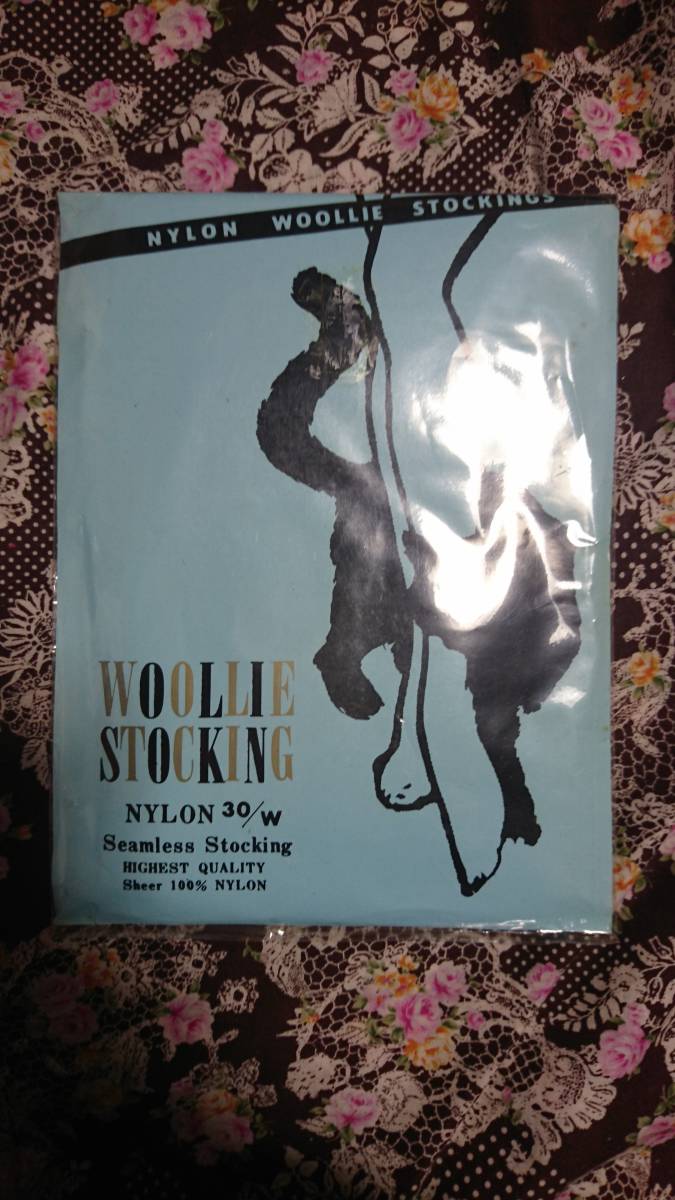 NYLON WOOLLIE STOCKINGS
WOOLLIE
STOCKING
NYLON 30/W
Seamless Stocking
HIGHEST QUALITY
Sheer 100% NYLON